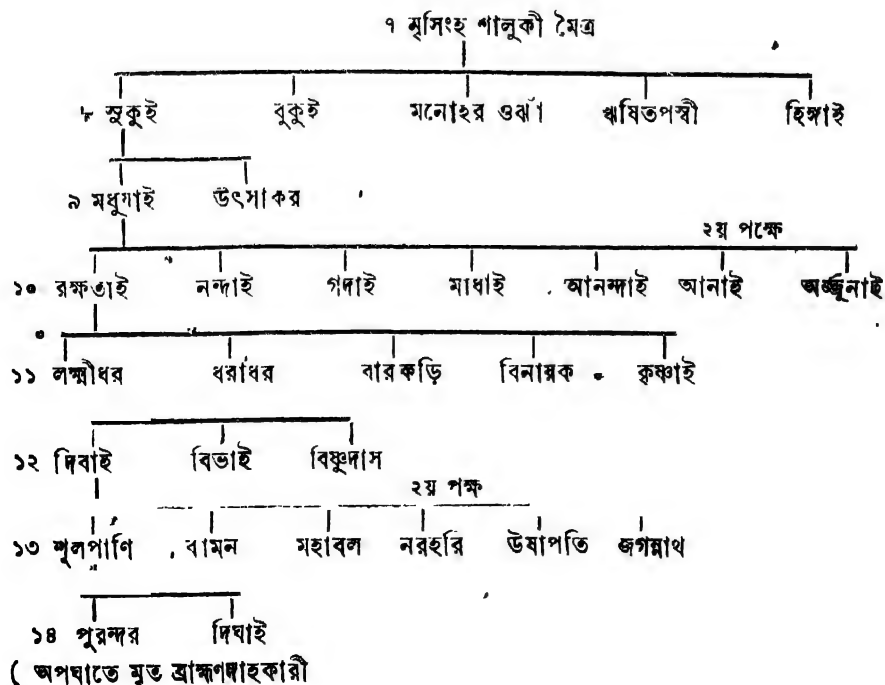 ৭ নৃসিংহ শালুকী মৈত্র
৮ সুকুই বুকুই মনোহর ওঝা ঋষিতপস্বী হিঙ্গাই
৯ মধুগাই উৎসাকর
২য় পক্ষে
১০ রক্ষতাই নন্দাই গদাই মাধাই আনন্দাই আনাই অর্জ্জুনাই
১১ লক্ষ্মীধর ধরাধর বারকড়ি বিনায়ক কৃষ্ণাই
১২ দিবাই বিভাই বিষ্ণুদাস
২য় পক্ষ
১৩ শূলপাণি বামন মহাবল নরহরি উষাপতি জগন্নাথ
১৪ পুরন্দর দিঘাই
( অপঘাতে মৃত ব্রাহ্মণদাহকারী